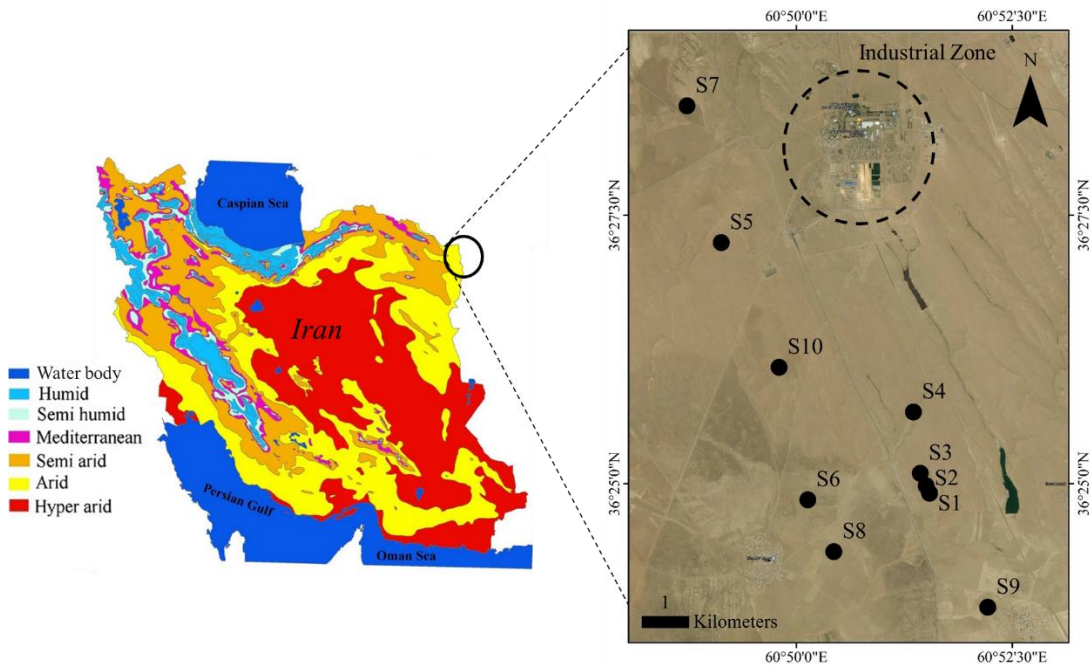 Caspian Sea
Iran
Persian Gulf
Oman Sea
Water body
Humid
Semi humid
Mediterranean
Semi arid
Arid
Hyper arid
60°50'0"E
60°52'30"E
Industrial Zone
N
S7
S5
S10
S4
S3
S2
S1
S6
S8
S9
1
Kilometers
36°27'30"N
36°25'0"N
36°27'30"N
36°25'0"N
60°50'0"E
60°52'30"E